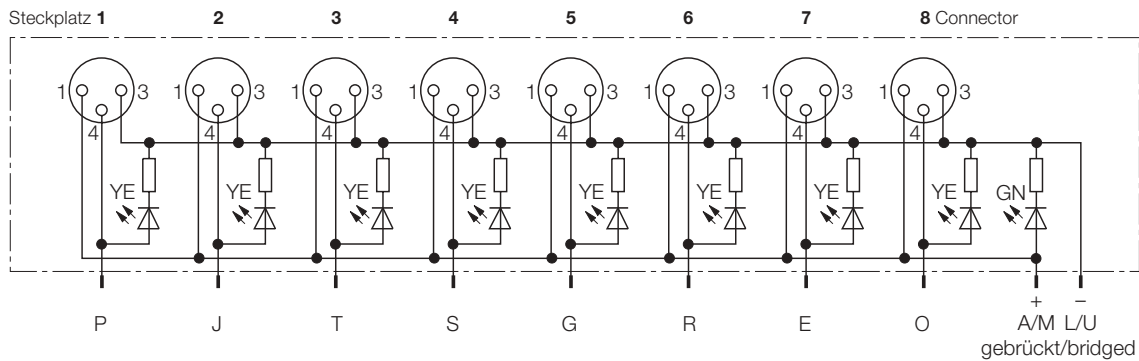 Steckplatz 1 2 3 4 5 6 7 8 Connector
1 3 1 3 1 3 1 3 1 3 1 3 1 3 1 3
4 4 4 4 4 4 4 4
YE YE YE YE YE YE YE YE GN
+ −
P J T S G R E O A/M L/U
gebrückt/bridged